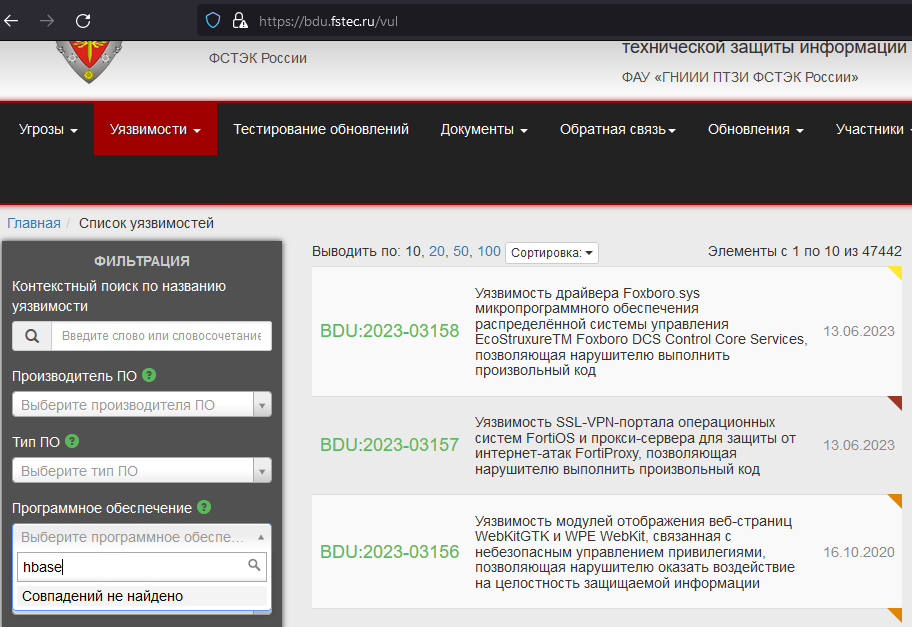 https://bdu.fstec.ru/vul
ФСТЭК России
технической защиты информации
ФАУ «ГНИИИ ПТЗИ ФСТЭК России»
Угрозы Уязвимости Тестирование обновлений Документы Обратная связь Обновления Участники
Главная / Список уязвимостей
ФИЛЬТРАЦИЯ
Контекстный поиск по названию
уязвимости
Введите слово или словосочетание
Производитель ПО ?
Выберите производителя ПО
Тип ПО ?
Выберите тип ПО
Программное обеспечение ?
Выберите программное обеспе...
hbase
Совпадений не найдено
Выводить по: 10, 20, 50, 100 Сортировка: Элементы с 1 по 10 из 47442
BDU:2023-03158
Уязвимость драйвера Foxboro.sys
микропрограммного обеспечения
распределённой системы управления
EcoStruxureTM Foxboro DCS Control Core Services,
позволяющая нарушителю выполнить
произвольный код
13.06.2023
BDU:2023-03157
Уязвимость SSL-VPN-портала операционных
систем FortiOS и прокси-сервера для защиты от
интернет-атак FortiProxy, позволяющая
нарушителю выполнить произвольный код
13.06.2023
BDU:2023-03156
Уязвимость модулей отображения веб-страниц
WebKitGTK и WPE WebKit, связанная с
небезопасным управлением привилегиями,
позволяющая нарушителю оказать воздействие
на целостность защищаемой информации
16.10.2020